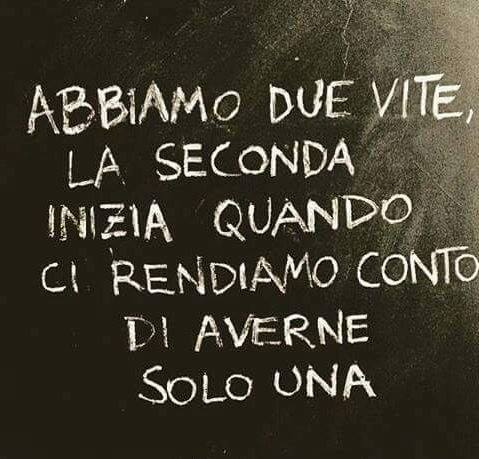 ABBIAMO DUE VITE,
LA SECONDA
INIZIA QUANDO
CI RENDIAMO CONTO
DI AVERNE
SOLO UNA